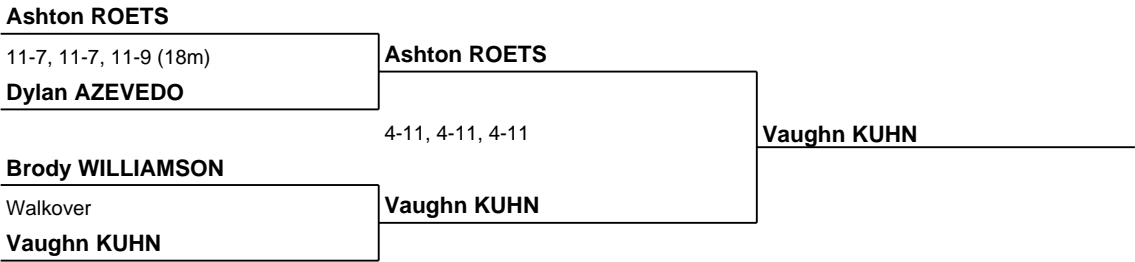 Ashton ROETS
11-7, 11-7, 11-9 (18m)
Ashton ROETS
Dylan AZEVEDO
4-11, 4-11, 4-11
Vaughn KUHN
Brody WILLIAMSON
Walkover
Vaughn KUHN
Vaughn KUHN